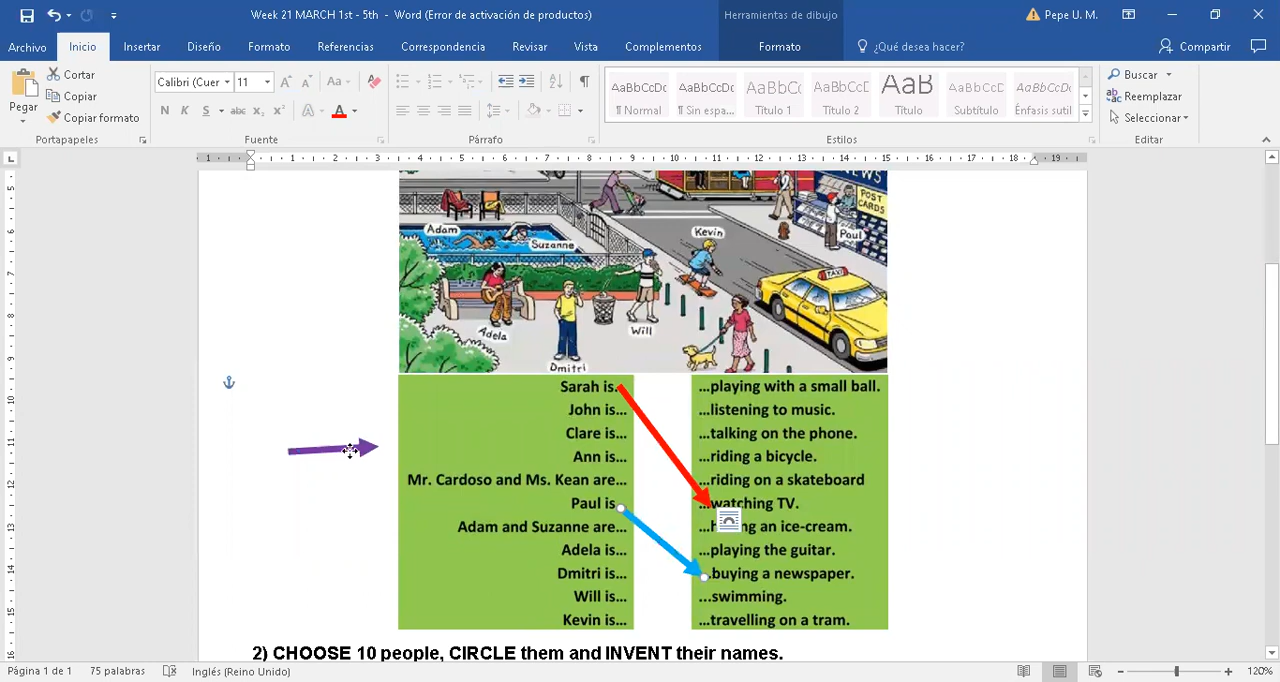 Week 21 MARCH 1st - 5th - Word (Error de activación de productos)
Herramientas de dibujo
Pepe U. M.
Archivo Inicio Insertar Diseño Formato Referencias Correspondencia Revisar Vista Complementos Formato ¿Qué desea hacer? Compartir
Pegar
Cortar
Copiar
Copiar formato
Portapapeles
Calibri (Cuer 11
N K S abc x₂ x²
Fuente
Párrafo
AaBbCcDc AaBbCcDc AaBbCc AaBbCcD AaB AaBbCcD AaBbCcDc
¶ Normal ¶ Sin espa... Título 1 Título 2 Título Subtítulo Énfasis sutil
Estilos
Buscar
Reemplazar
Seleccionar
Editar
NEWS
POST CARDS
Adam
Suzanne
Kevin
Paul
TAXI
Adela
Will
Dmitri
Sarah is. ...playing with a small ball.
John is... ...listening to music.
Clare is... ...talking on the phone.
Ann is... ...riding a bicycle.
Mr. Cardoso and Ms. Kean are... ...riding on a skateboard
Paul is. watching TV.
Adam and Suzanne are... an ice-cream.
Adela is... ...playing the guitar.
Dmitri is... .buying a newspaper.
Will is... ...swimming.
Kevin is... ...travelling on a tram.
2) CHOOSE 10 people, CIRCLE them and INVENT their names.
Página 1 de 1 75 palabras Inglés (Reino Unido) 120%